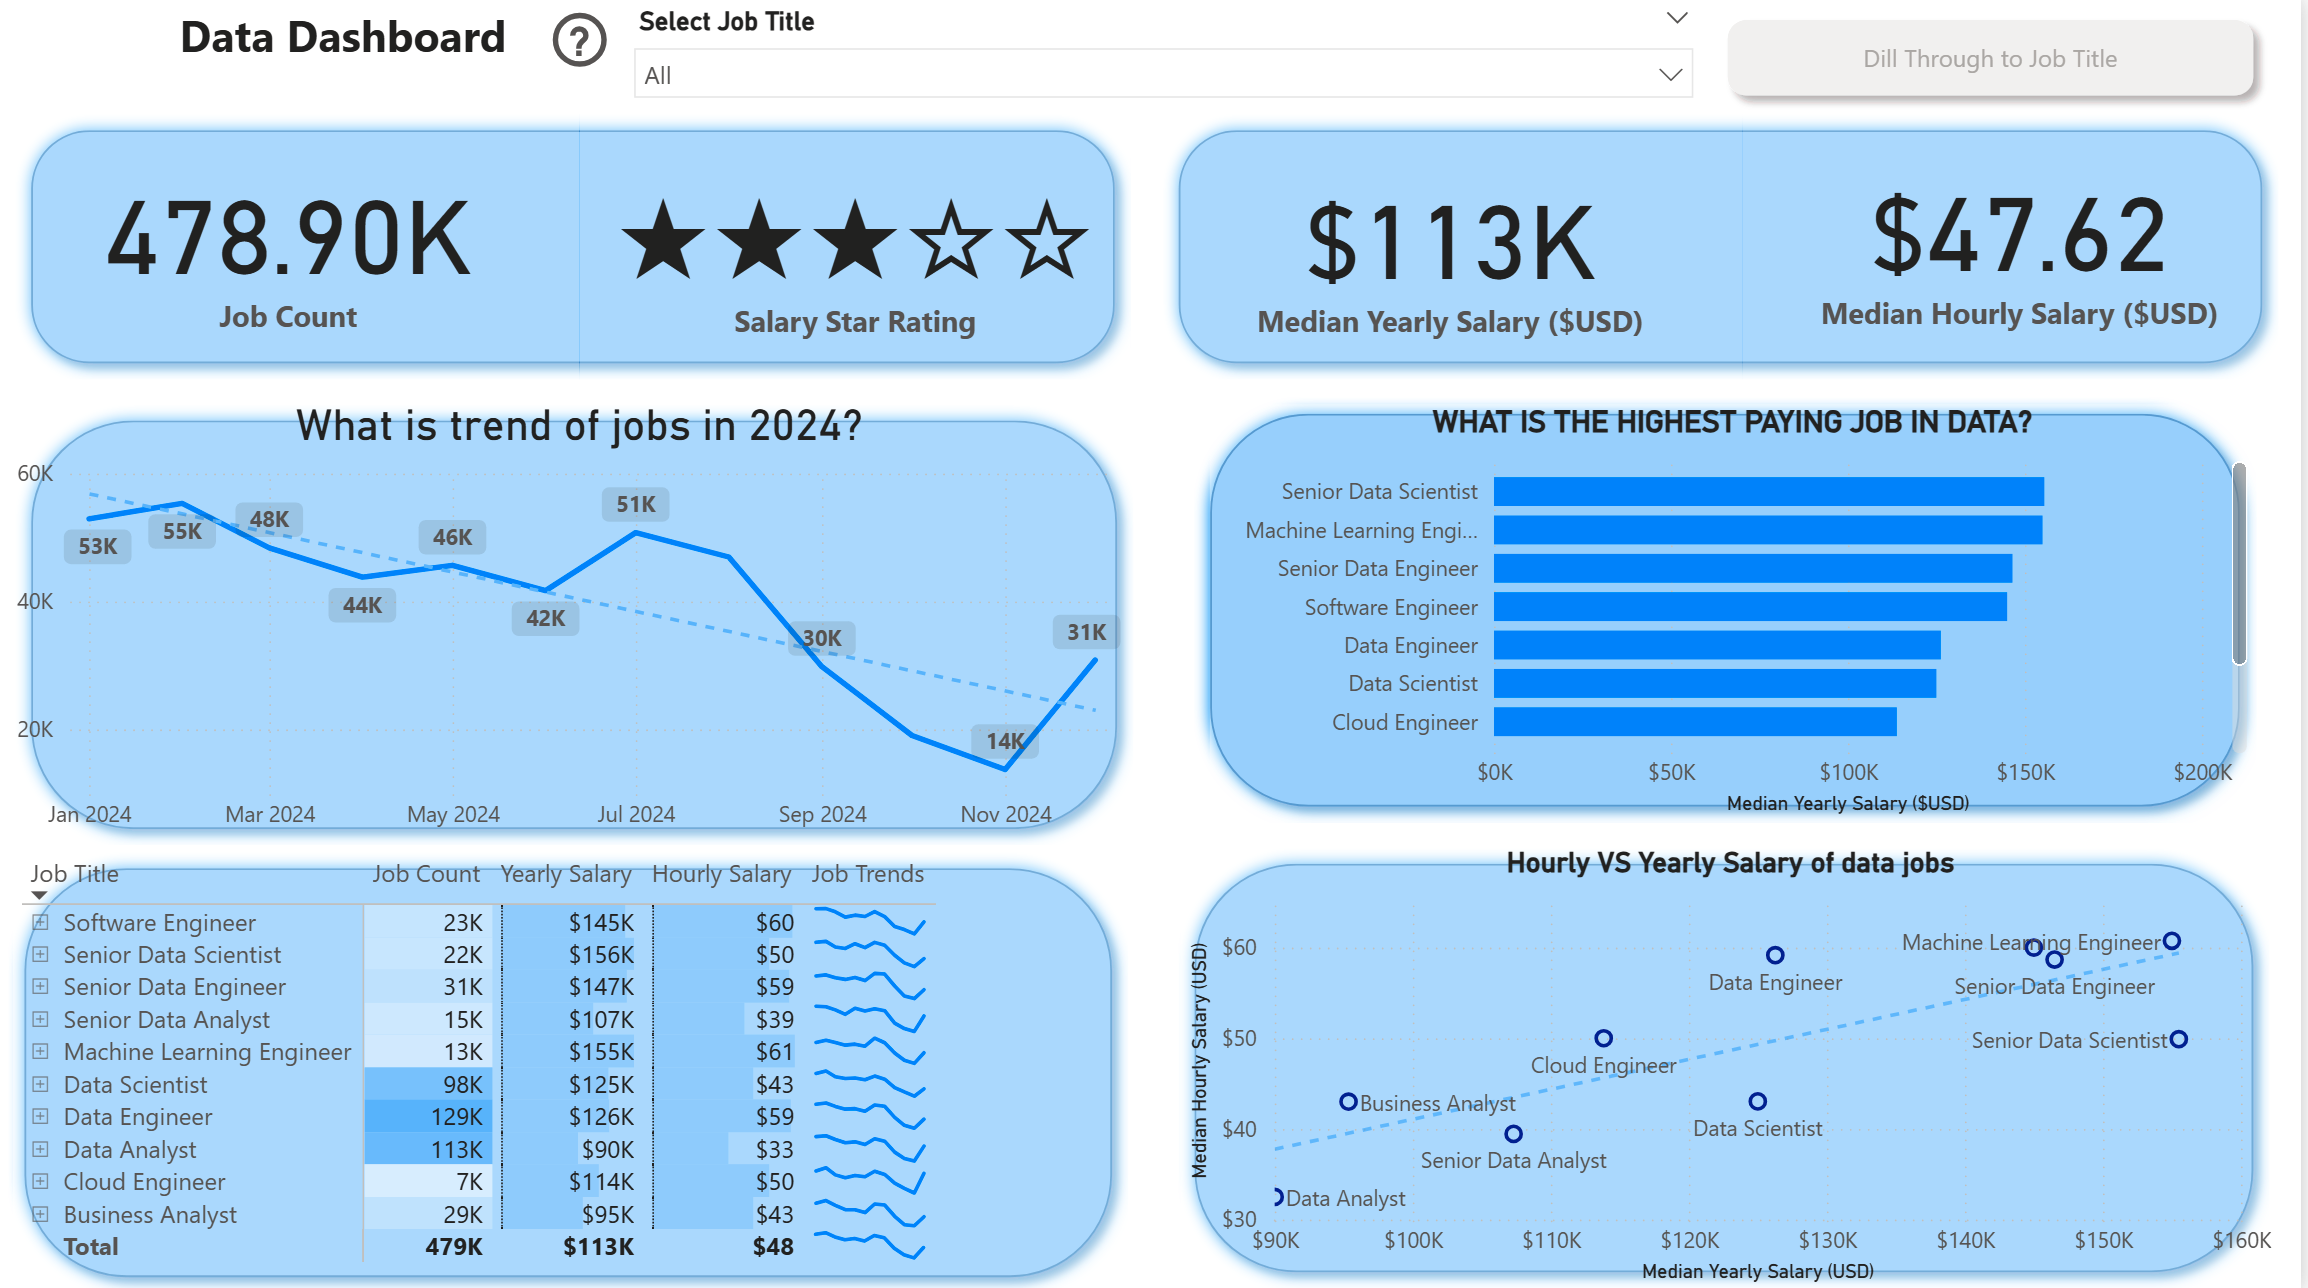 Data Dashboard
?
Select Job Title
All
Dill Through to Job Title
478.90K
Job Count
Salary Star Rating
$113K
Median Yearly Salary ($USD)
$47.62
Median Hourly Salary ($USD)
What is trend of jobs in 2024?
60K
40K
20K
53K
55K
48K
44K
46K
42K
51K
30K
14K
31K
Jan 2024
Mar 2024
May 2024
Jul 2024
Sep 2024
Nov 2024
WHAT IS THE HIGHEST PAYING JOB IN DATA?
Senior Data Scientist
Machine Learning Engi...
Senior Data Engineer
Software Engineer
Data Engineer
Data Scientist
Cloud Engineer
$0K $50K $100K $150K $200K
Median Yearly Salary ($USD)
Job Title Job Count Yearly Salary Hourly Salary Job Trends
Software Engineer 23K $145K $60
Senior Data Scientist 22K $156K $50
Senior Data Engineer 31K $147K $59
Senior Data Analyst 15K $107K $39
Machine Learning Engineer 13K $155K $61
Data Scientist 98K $125K $43
Data Engineer 129K $126K $59
Data Analyst 113K $90K $33
Cloud Engineer 7K $114K $50
Business Analyst 29K $95K $43
Total 479K $113K $48
Hourly VS Yearly Salary of data jobs
Median Hourly Salary (USD)
$60
$50
$40
$30
Machine Learning Engineer
Data Engineer
Senior Data Engineer
Senior Data Scientist
Cloud Engineer
Business Analyst
Data Scientist
Senior Data Analyst
Data Analyst
$90K $100K $110K $120K $130K $140K $150K $160K
Median Yearly Salary (USD)